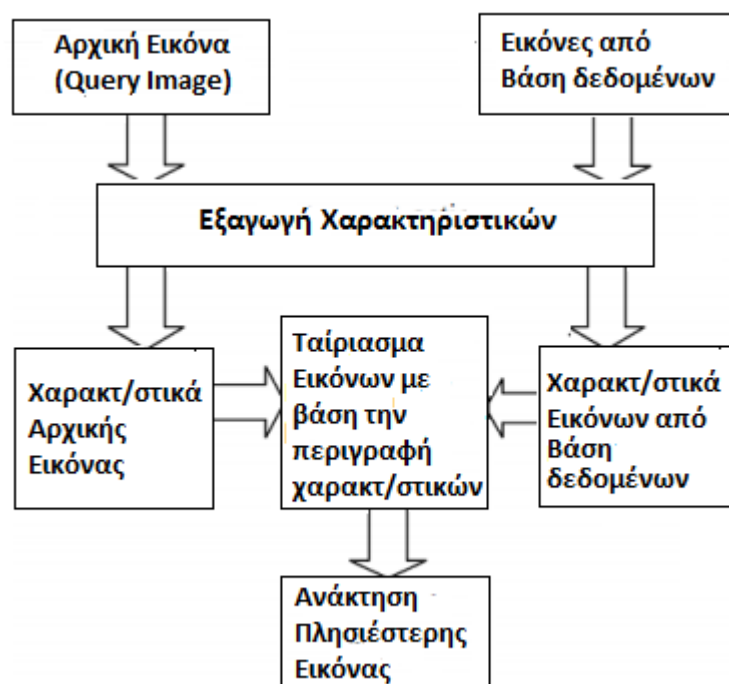 Αρχική Εικόνα
(Query Image)
Εικόνες από
Βάση δεδομένων
Εξαγωγή Χαρακτηριστικών
Χαρακτ/στικά
Αρχικής
Εικόνας
Ταίριασμα
Εικόνων με
βάση την
περιγραφή
χαρακτ/στικών
Χαρακτ/στικά
Εικόνων από
Βάση
δεδομένων
Ανάκτηση
Πλησιέστερης
Εικόνας